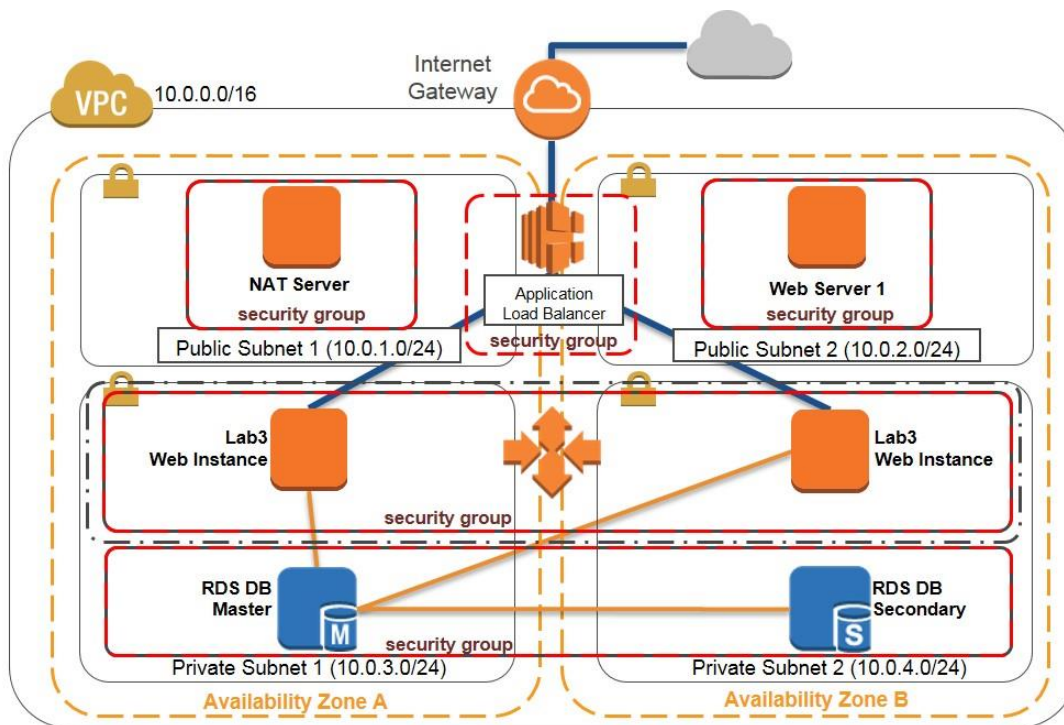 Internet
Gateway
VPC
10.0.0.0/16
NAT Server
security group
Public Subnet 1 (10.0.1.0/24)
Application
Load Balancer
security group
Web Server 1
security group
Public Subnet 2 (10.0.2.0/24)
Lab3
Web Instance
Lab3
Web Instance
security group
RDS DB
Master
M
RDS DB
Secondary
S
security group
Private Subnet 1 (10.0.3.0/24)
Private Subnet 2 (10.0.4.0/24)
Availability Zone A
Availability Zone B